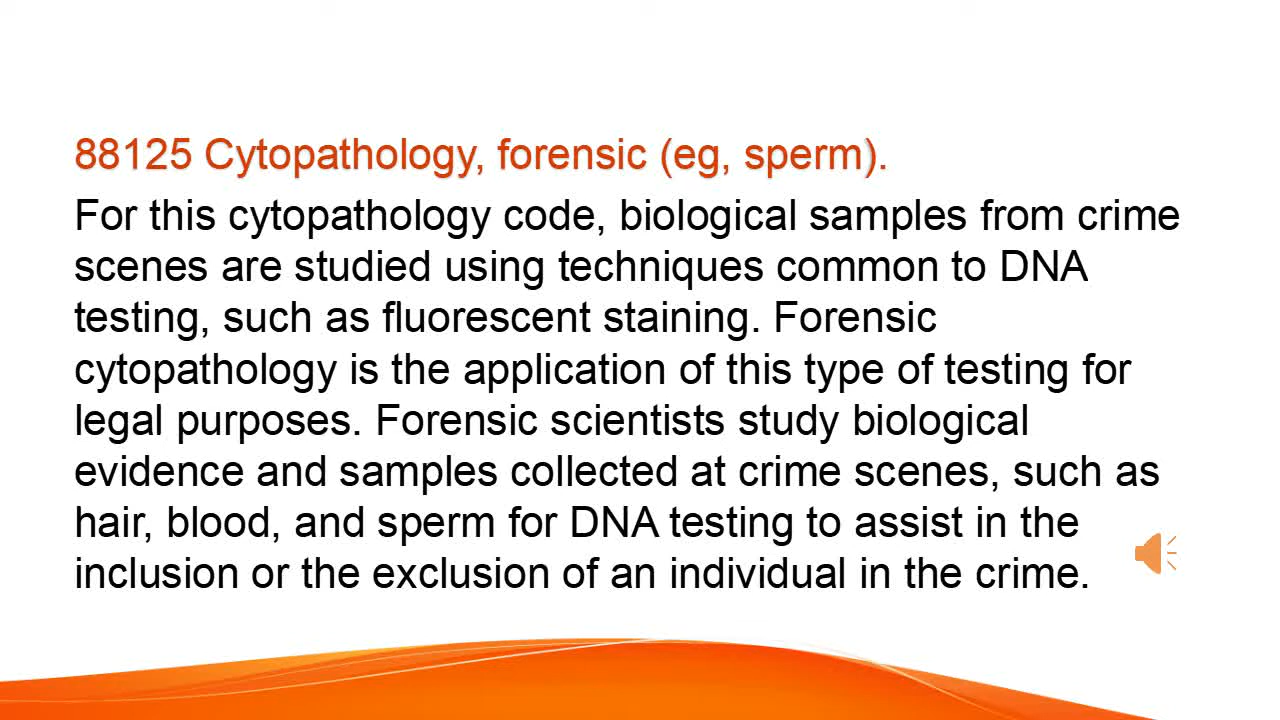 88125 Cytopathology, forensic (eg, sperm).
For this cytopathology code, biological samples from crime
scenes are studied using techniques common to DNA
testing, such as fluorescent staining. Forensic
cytopathology is the application of this type of testing for
legal purposes. Forensic scientists study biological
evidence and samples collected at crime scenes, such as
hair, blood, and sperm for DNA testing to assist in the
inclusion or the exclusion of an individual in the crime.